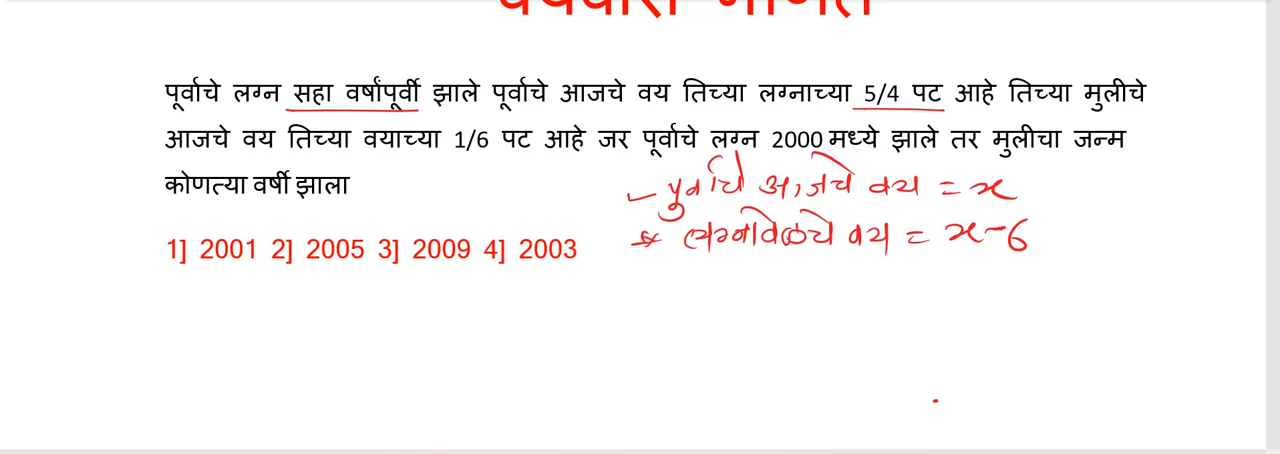 पूर्वाचे लग्न सहा वर्षांपूर्वी झाले पूर्वाचे आजचे वय तिच्या लग्नाच्या 5/4 पट आहे तिच्या मुलीचे
आजचे वय तिच्या वयाच्या 1/6 पट आहे जर पूर्वाचे लग्न 2000 मध्ये झाले तर मुलीचा जन्म
कोणत्या वर्षी झाला
पुर्वाचे आजचे वय = x
लग्नावेळचे वय = x-6
1] 2001 2] 2005 3] 2009 4] 2003